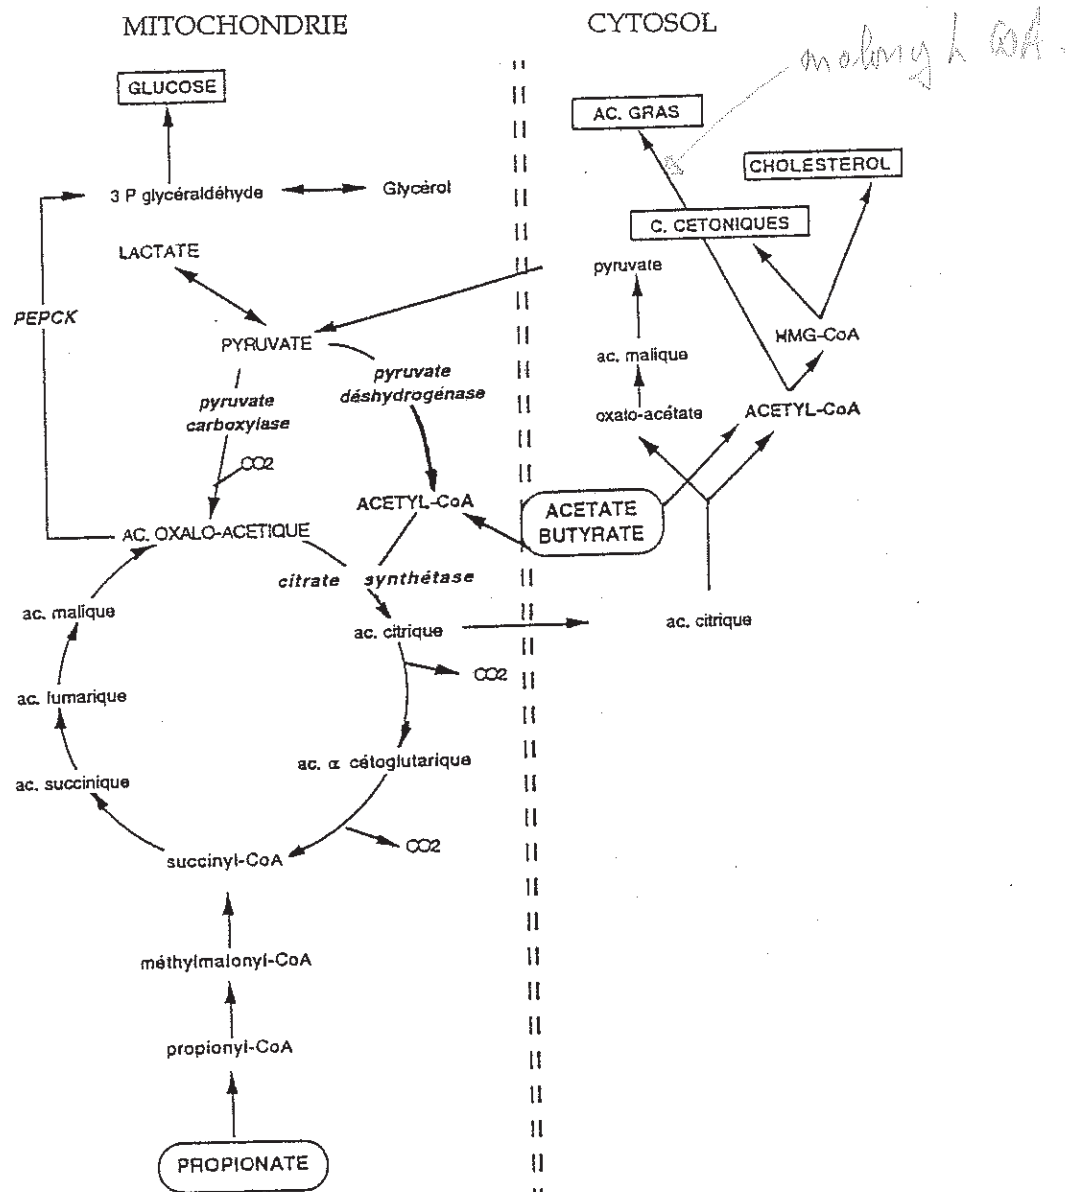 MITOCHONDRIE
CYTOSOL
malonyl CoA.
GLUCOSE
AC. GRAS
CHOLESTEROL
3 P glycéraldéhyde
Glycérol
C. CETONIQUES
LACTATE
pyruvate
PEPCK
PYRUVATE
HMG-CoA
pyruvate
déshydrogénase
ac. malique
pyruvate
carboxylase
oxalo-acétate
ACETYL-CoA
CO2
ACETYL-CoA
ACETATE
BUTYRATE
AC. OXALO-ACETIQUE
citrate synthétase
ac. malique
ac. citrique
ac. citrique
CO2
ac. lumarique
ac. α cétoglutarique
ac. succinique
CO2
succinyl-CoA
méthylmalonyl-CoA
propionyl-CoA
PROPIONATE